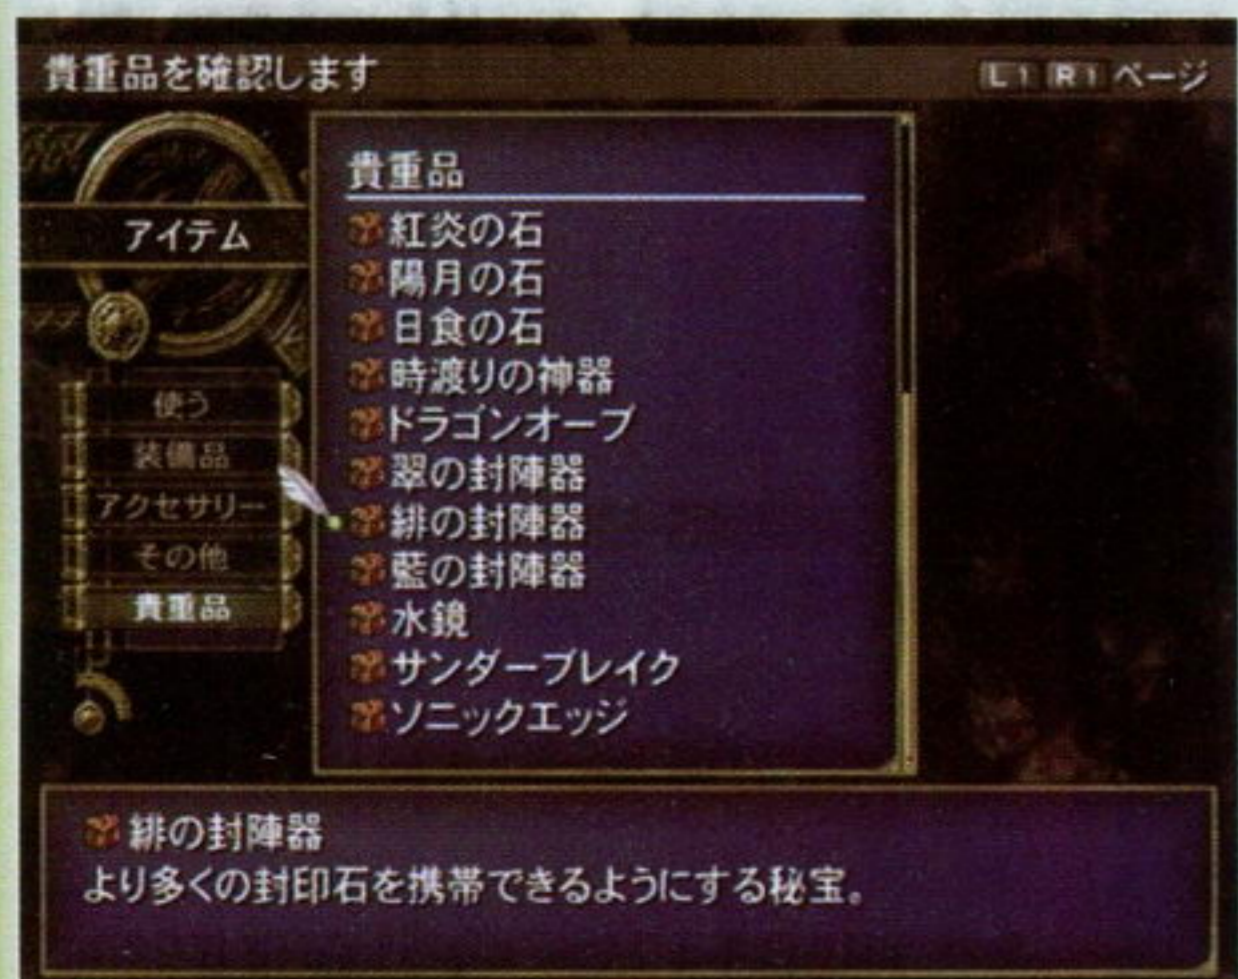 貴重品を確認します
L1 R1 ページ
アイテム
使う
装備品
アクセサリー
その他
貴重品
貴重品
紅炎の石
陽月の石
日食の石
時渡りの神器
ドラゴンオーブ
翠の封陣器
緋の封陣器
藍の封陣器
水鏡
サンダーブレイク
ソニックエッジ
緋の封陣器
より多くの封印石を携帯できるようにする秘宝。